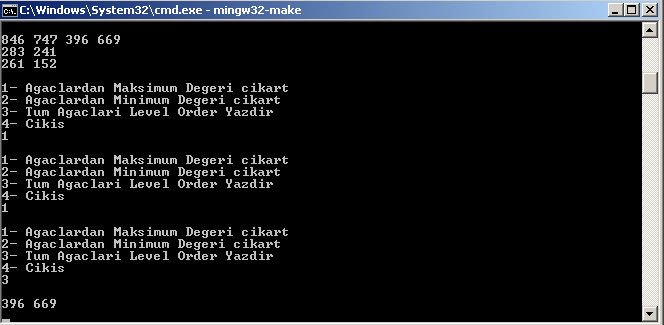 C:\Windows\System32\cmd.exe - mingw32-make
846 747 396 669
283 241
261 152
1- Agaclardan Maksimum Degeri cikart
2- Agaclardan Minimum Degeri cikart
3- Tum Agaclari Level Order Yazdir
4- Cikis
1
1- Agaclardan Maksimum Degeri cikart
2- Agaclardan Minimum Degeri cikart
3- Tum Agaclari Level Order Yazdir
4- Cikis
1
1- Agaclardan Maksimum Degeri cikart
2- Agaclardan Minimum Degeri cikart
3- Tum Agaclari Level Order Yazdir
4- Cikis
3
396 669